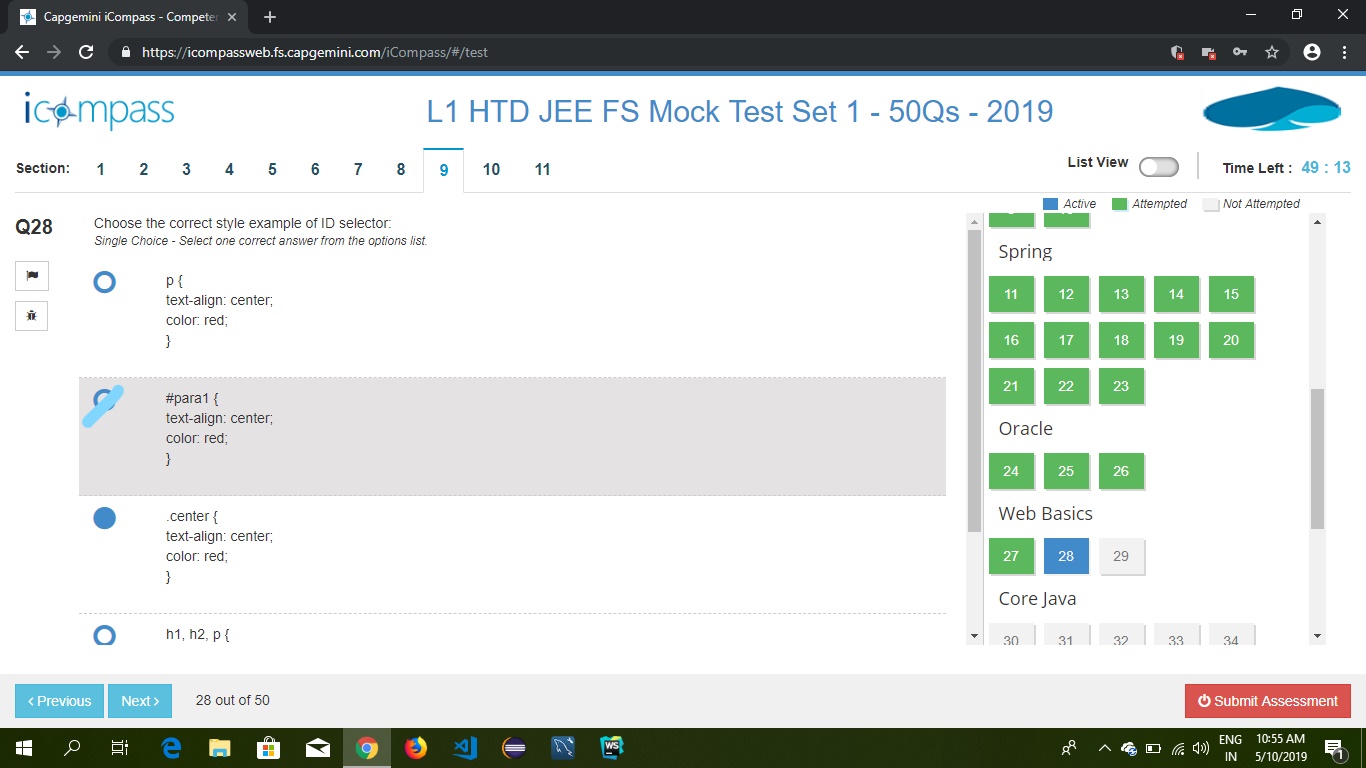 Capgemini iCompass - Competen
https://icompassweb.fs.capgemini.com/iCompass/#/test
icompass
L1 HTD JEE FS Mock Test Set 1 - 50Qs - 2019
Section: 1 2 3 4 5 6 7 8 9 10 11
List View
Time Left : 49 : 13
Active Attempted Not Attempted
Q28
Choose the correct style example of ID selector:
Single Choice - Select one correct answer from the options list.
p {
text-align: center;
color: red;
}
#para1 {
text-align: center;
color: red;
}
.center {
text-align: center;
color: red;
}
h1, h2, p {
Spring
11 12 13 14 15
16 17 18 19 20
21 22 23
Oracle
24 25 26
Web Basics
27 28 29
Core Java
30 31 32 33 34
Previous Next 28 out of 50
Submit Assessment
WS
ENG
IN
10:55 AM
5/10/2019
1